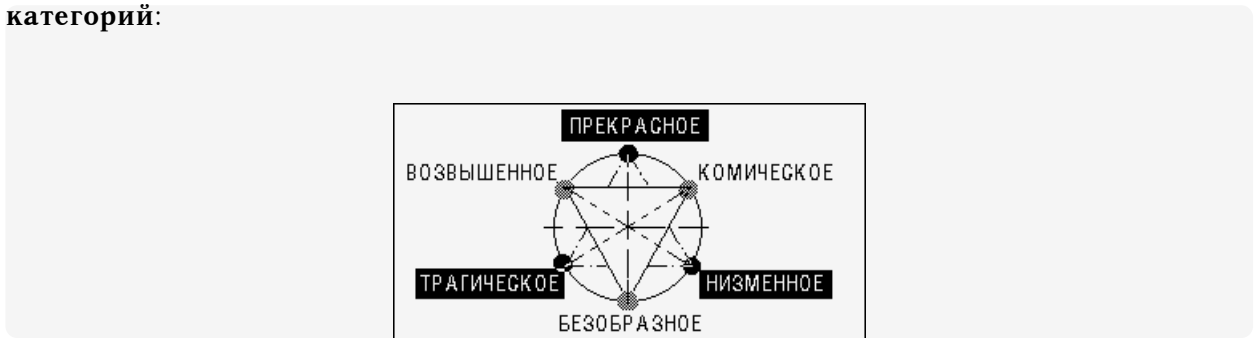 категорий:
ПРЕКРАСНОЕ
ВОЗВЫШЕННОЕ
КОМИЧЕСКОЕ
ТРАГИЧЕСКОЕ
НИЗМЕННОЕ
БЕЗОБРАЗНОЕ